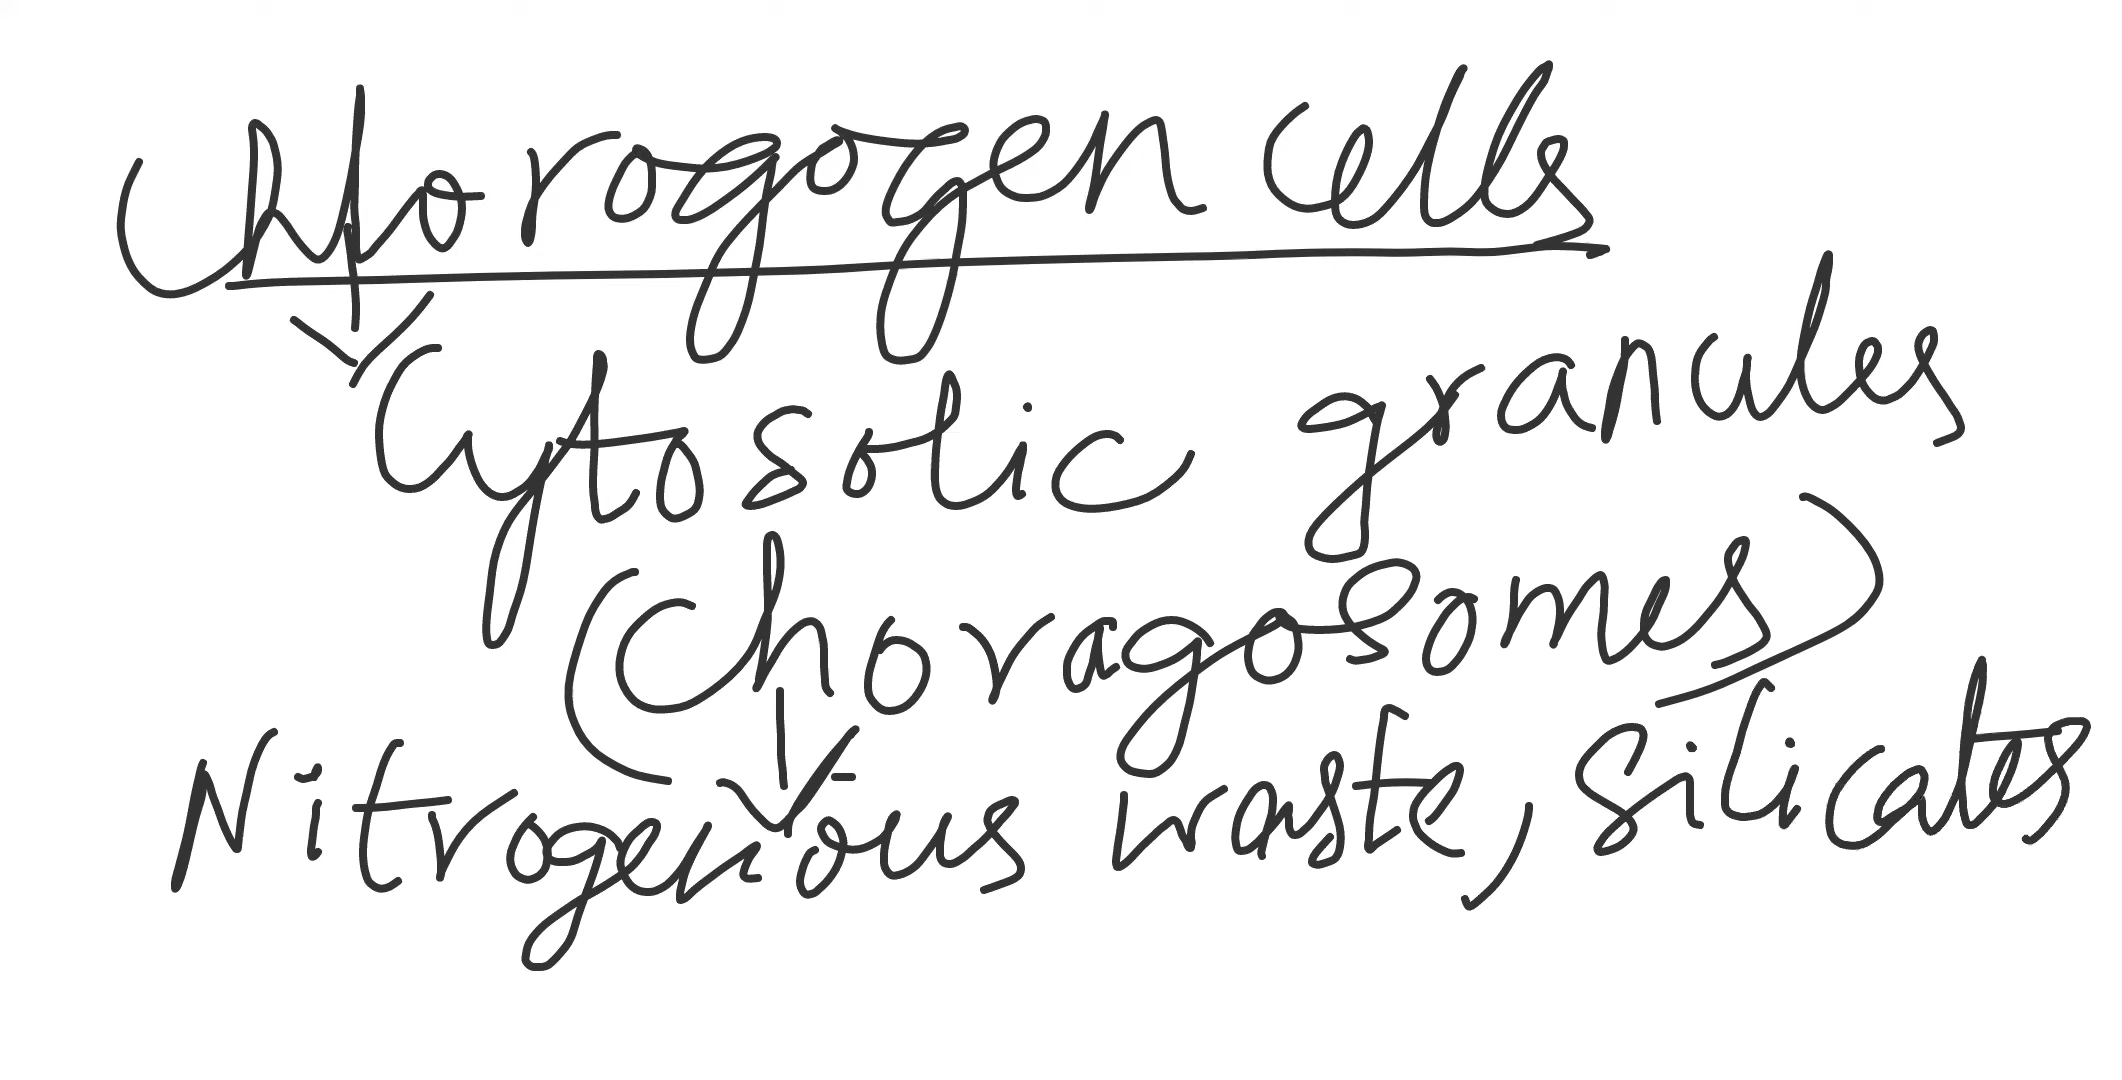 Chlorogogen cells
Cytosolic granules
(Choragosomes)
Nitrogenous waste, silicates